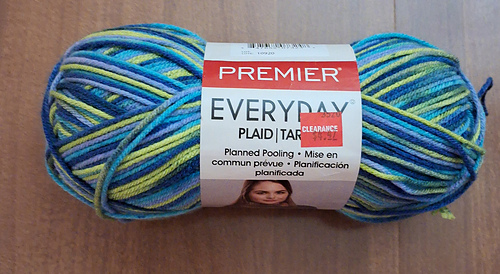 PREMIER®
EVERYDAY®
PLAID|TAR
CLEARANCE
Planned Pooling • Mise en
commun prévue • Planificación
planificada